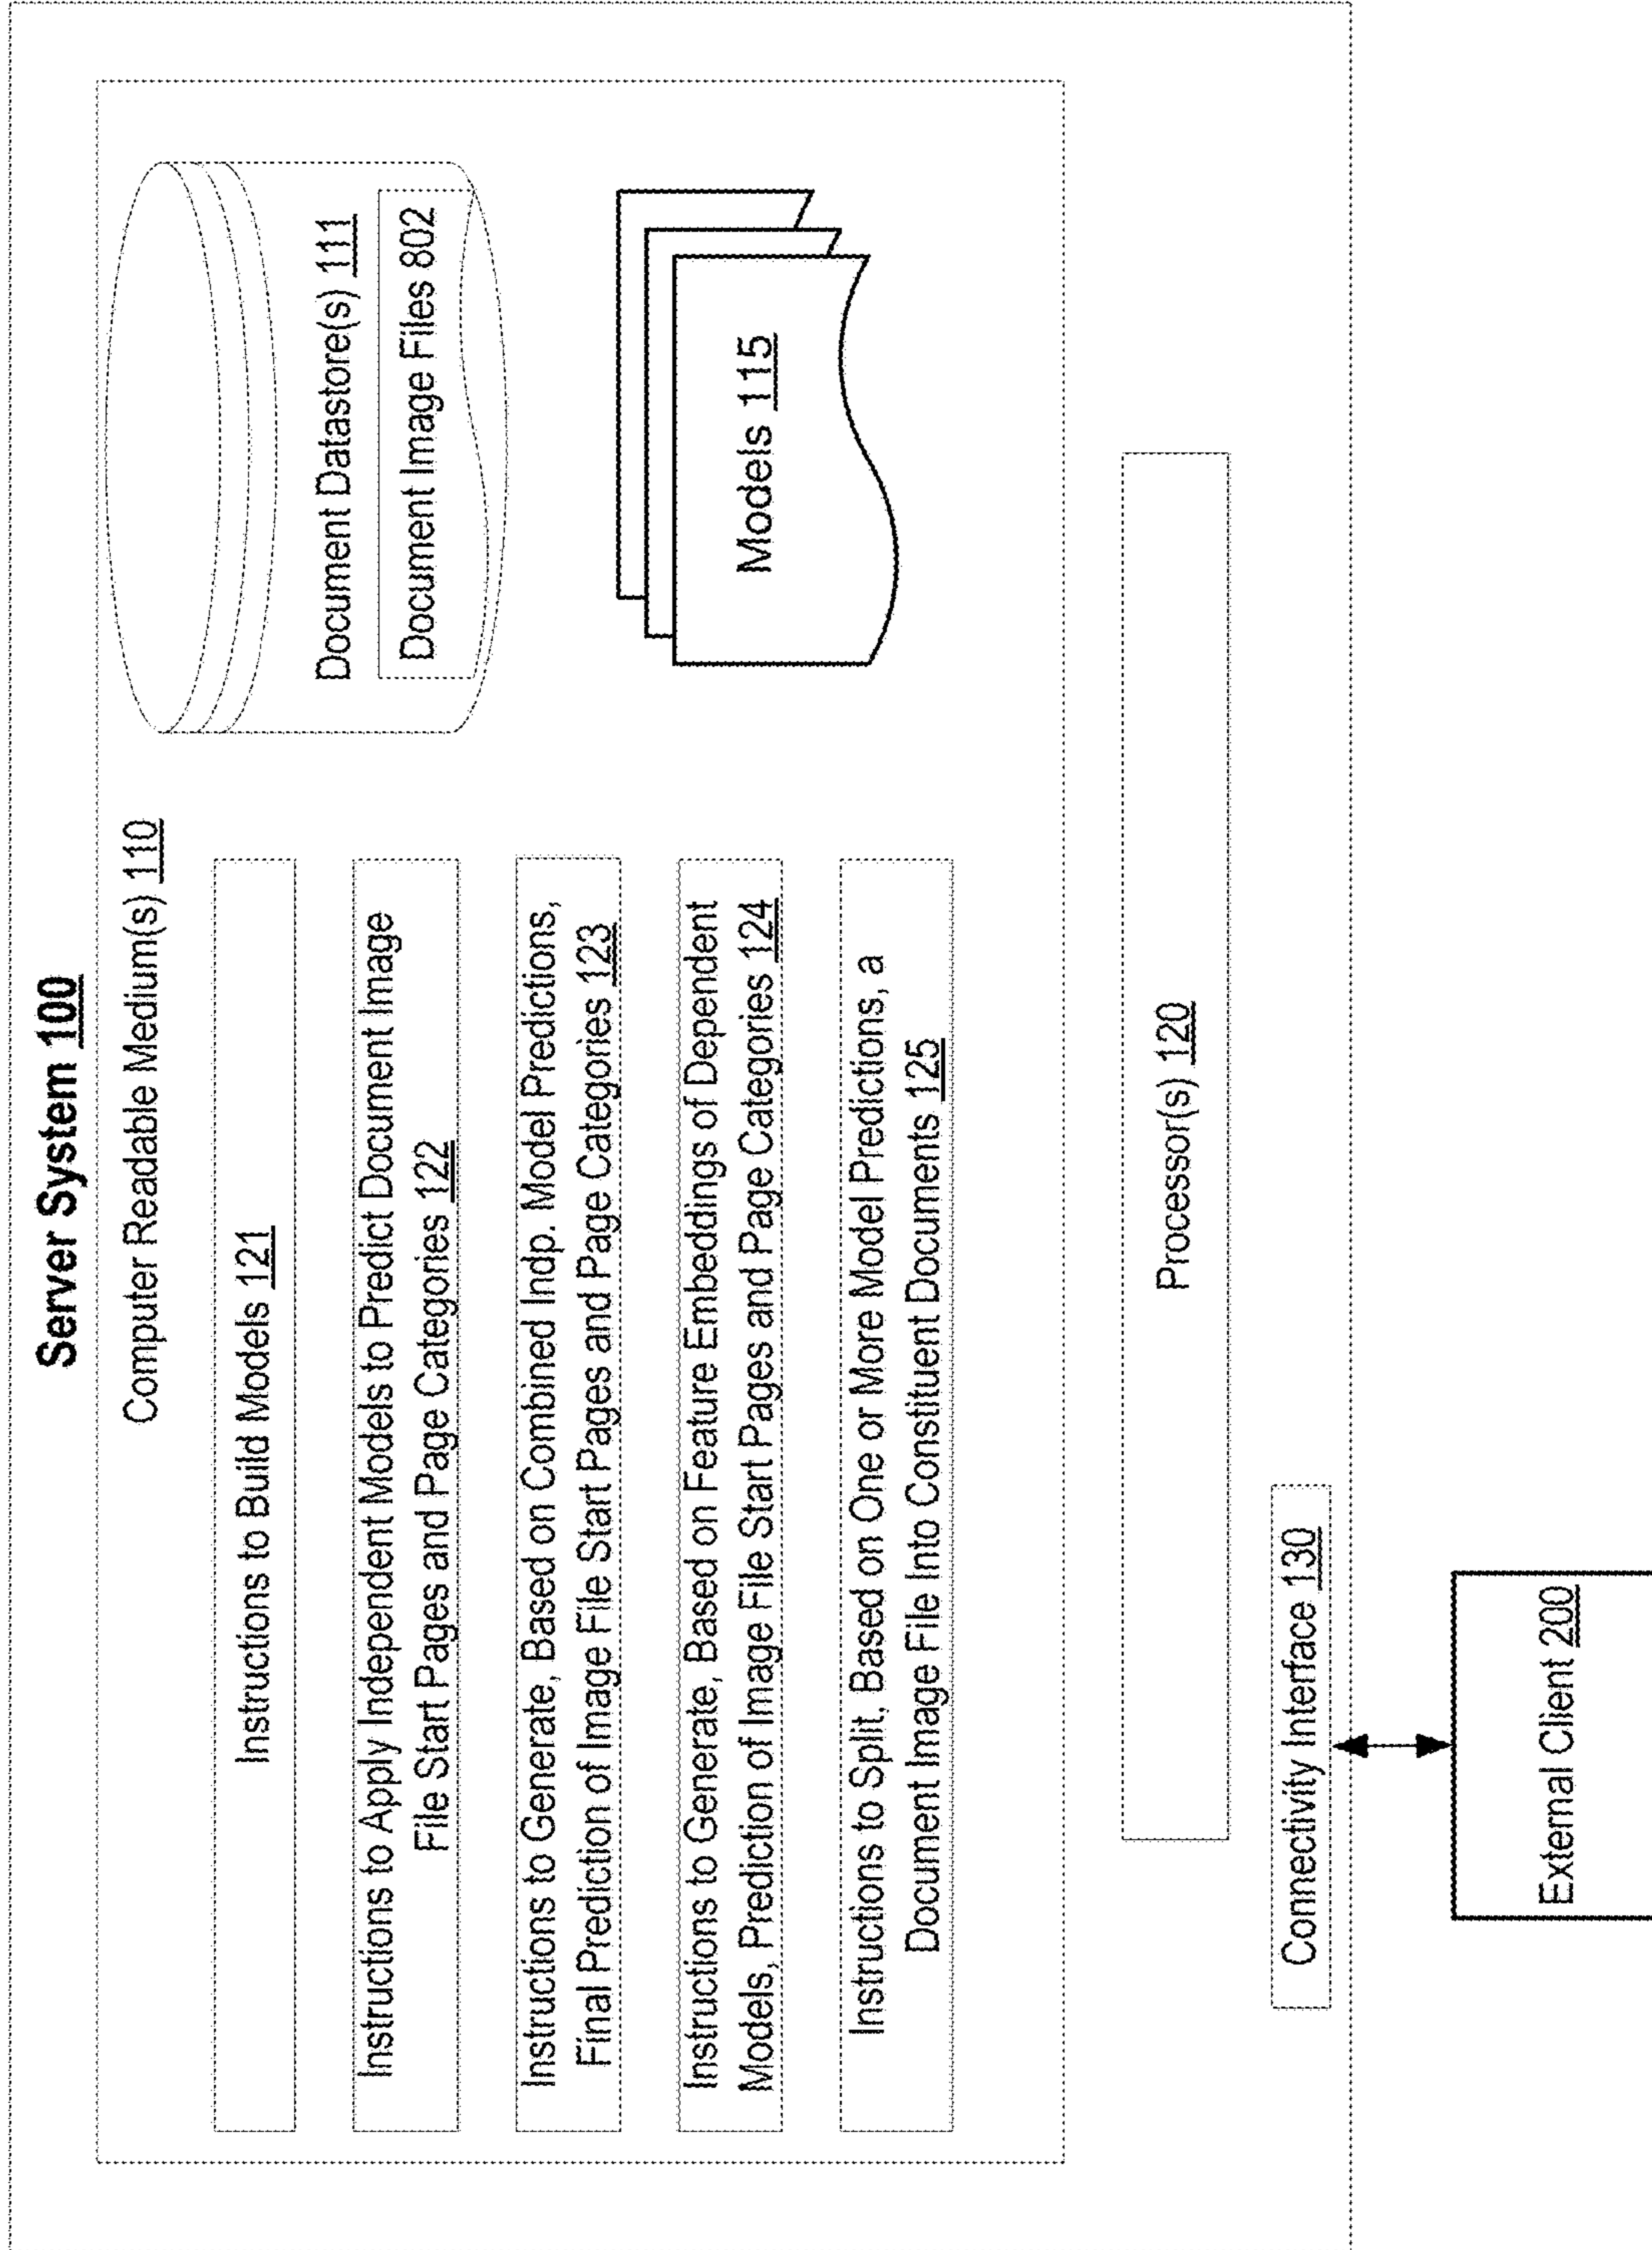 Server System 100
Computer Readable Medium(s) 110
Instructions to Build Models 121
Instructions to Apply Independent Models to Predict Document Image
File Start Pages and Page Categories 122
Instructions to Generate, Based on Combined Indp. Model Predictions,
Final Prediction of Image File Start Pages and Page Categories 123
Instructions to Generate, Based on Feature Embeddings of Dependent
Models, Prediction of Image File Start Pages and Page Categories 124
Instructions to Split, Based on One or More Model Predictions, a
Document Image File Into Constituent Documents 125
Document Datastore(s) 111
Document Image Files 802
Models 115
Processor(s) 120
Connectivity Interface 130
External Client 200